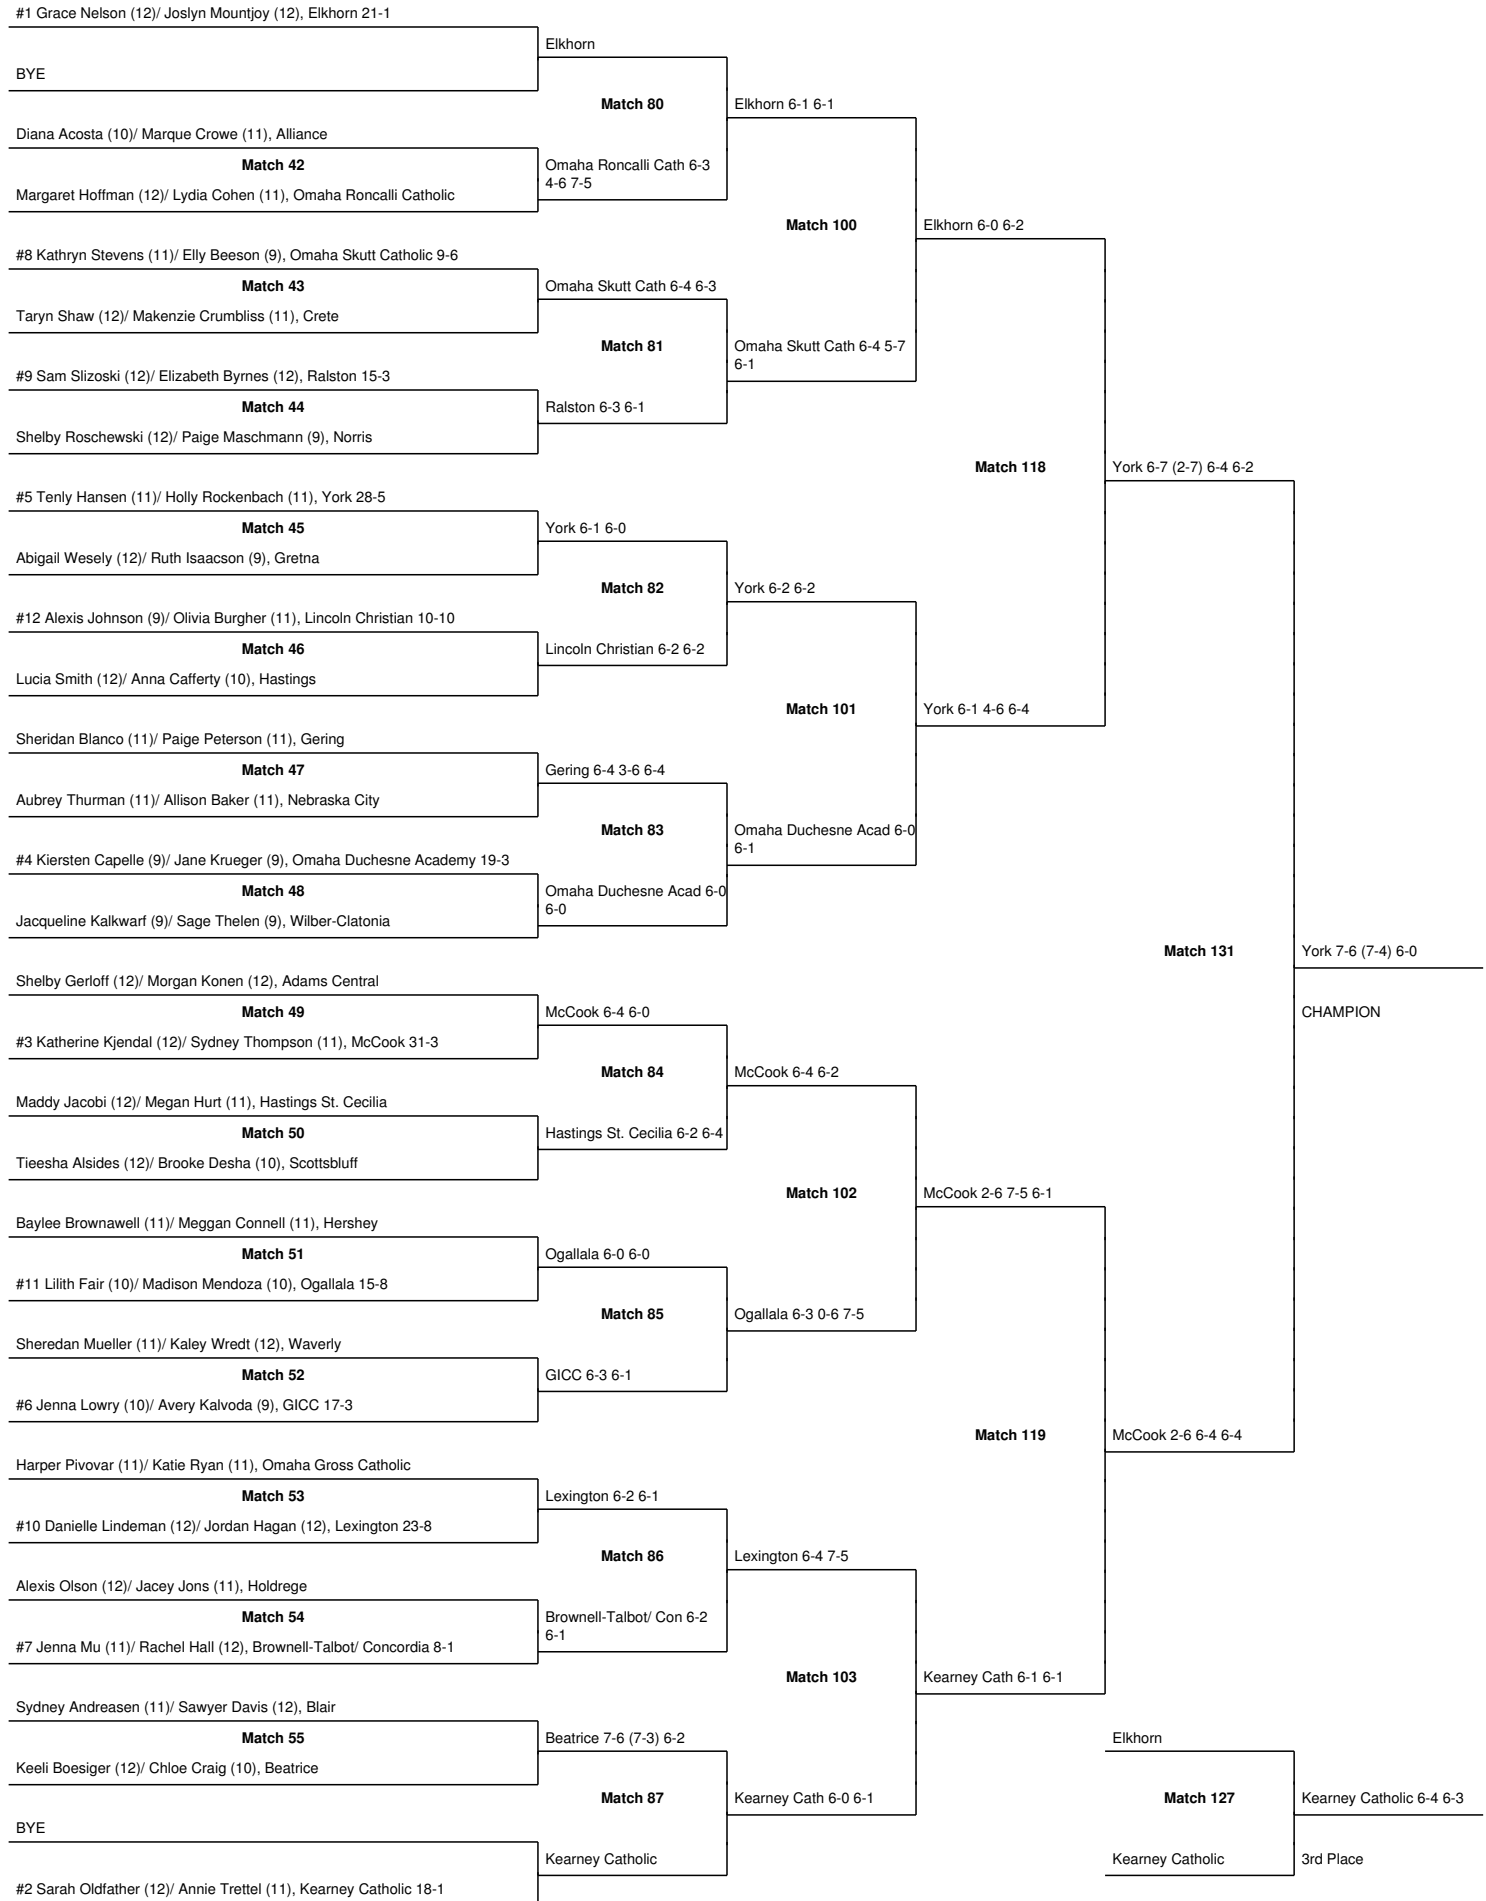 #1 Grace Nelson (12)/ Joslyn Mountjoy (12), Elkhorn 21-1
Elkhorn
BYE
Match 80
Elkhorn 6-1 6-1
Diana Acosta (10)/ Marque Crowe (11), Alliance
Match 42
Omaha Roncalli Cath 6-3
4-6 7-5
Margaret Hoffman (12)/ Lydia Cohen (11), Omaha Roncalli Catholic
Match 100
Elkhorn 6-0 6-2
#8 Kathryn Stevens (11)/ Elly Beeson (9), Omaha Skutt Catholic 9-6
Match 43
Omaha Skutt Cath 6-4 6-3
Taryn Shaw (12)/ Makenzie Crumbliss (11), Crete
Match 81
Omaha Skutt Cath 6-4 5-7
6-1
#9 Sam Slizoski (12)/ Elizabeth Byrnes (12), Ralston 15-3
Match 44
Ralston 6-3 6-1
Shelby Roschewski (12)/ Paige Maschmann (9), Norris
Match 118
York 6-7 (2-7) 6-4 6-2
#5 Tenly Hansen (11)/ Holly Rockenbach (11), York 28-5
Match 45
York 6-1 6-0
Abigail Wesely (12)/ Ruth Isaacson (9), Gretna
Match 82
York 6-2 6-2
#12 Alexis Johnson (9)/ Olivia Burgher (11), Lincoln Christian 10-10
Match 46
Lincoln Christian 6-2 6-2
Lucia Smith (12)/ Anna Cafferty (10), Hastings
Match 101
York 6-1 4-6 6-4
Sheridan Blanco (11)/ Paige Peterson (11), Gering
Match 47
Gering 6-4 3-6 6-4
Aubrey Thurman (11)/ Allison Baker (11), Nebraska City
Match 83
Omaha Duchesne Acad 6-0
6-1
#4 Kiersten Capelle (9)/ Jane Krueger (9), Omaha Duchesne Academy 19-3
Match 48
Omaha Duchesne Acad 6-0
6-0
Jacqueline Kalkwarf (9)/ Sage Thelen (9), Wilber-Clatonia
Match 131
York 7-6 (7-4) 6-0
Shelby Gerloff (12)/ Morgan Konen (12), Adams Central
Match 49
McCook 6-4 6-0
CHAMPION
#3 Katherine Kjendal (12)/ Sydney Thompson (11), McCook 31-3
Match 84
McCook 6-4 6-2
Maddy Jacobi (12)/ Megan Hurt (11), Hastings St. Cecilia
Match 50
Hastings St. Cecilia 6-2 6-4
Tieesha Alsides (12)/ Brooke Desha (10), Scottsbluff
Match 102
McCook 2-6 7-5 6-1
Baylee Brownawell (11)/ Meggan Connell (11), Hershey
Match 51
Ogallala 6-0 6-0
#11 Lilith Fair (10)/ Madison Mendoza (10), Ogallala 15-8
Match 85
Ogallala 6-3 0-6 7-5
Sheredan Mueller (11)/ Kaley Wredt (12), Waverly
Match 52
GICC 6-3 6-1
#6 Jenna Lowry (10)/ Avery Kalvoda (9), GICC 17-3
Match 119
McCook 2-6 6-4 6-4
Harper Pivovar (11)/ Katie Ryan (11), Omaha Gross Catholic
Match 53
Lexington 6-2 6-1
#10 Danielle Lindeman (12)/ Jordan Hagan (12), Lexington 23-8
Match 86
Lexington 6-4 7-5
Alexis Olson (12)/ Jacey Jons (11), Holdrege
Match 54
Brownell-Talbot/ Con 6-2
6-1
#7 Jenna Mu (11)/ Rachel Hall (12), Brownell-Talbot/ Concordia 8-1
Match 103
Kearney Cath 6-1 6-1
Sydney Andreasen (11)/ Sawyer Davis (12), Blair
Match 55
Beatrice 7-6 (7-3) 6-2
Elkhorn
Keeli Boesiger (12)/ Chloe Craig (10), Beatrice
Match 87
Kearney Cath 6-0 6-1
Match 127
Kearney Catholic 6-4 6-3
BYE
Kearney Catholic
Kearney Catholic
3rd Place
#2 Sarah Oldfather (12)/ Annie Trettel (11), Kearney Catholic 18-1